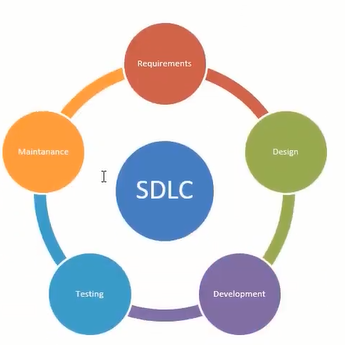 Requirements
Design
Development
Testing
Maintanance
SDLC